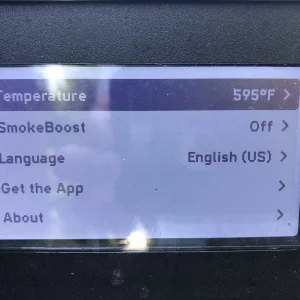 Temperature 595°F >
SmokeBoost Off >
Language English (US) >
Get the App >
About >